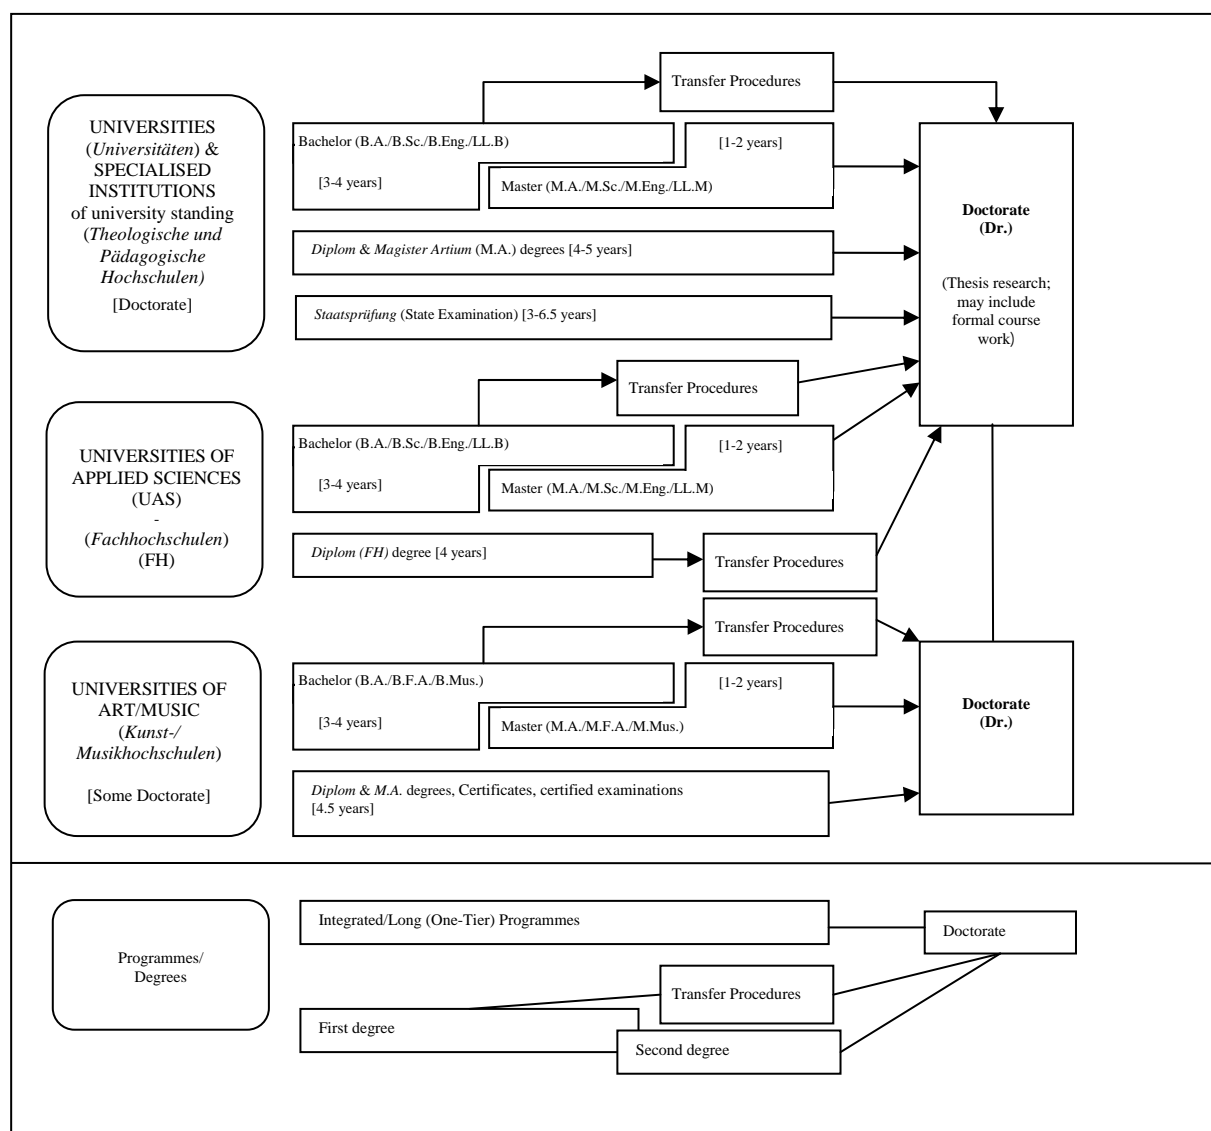 Transfer Procedures
UNIVERSITIES
(Universitäten) &
SPECIALISED
INSTITUTIONS
of university standing
(Theologische und
Pädagogische
Hochschulen)
[Doctorate]
Bachelor (B.A./B.Sc./B.Eng./LL.B)
[3-4 years]
[1-2 years]
Master (M.A./M.Sc./M.Eng./LL.M)
Diplom & Magister Artium (M.A.) degrees [4-5 years]
Staatsprüfung (State Examination) [3-6.5 years]
Doctorate
(Dr.)
(Thesis research;
may include
formal course
work)
Transfer Procedures
UNIVERSITIES OF
APPLIED SCIENCES
(UAS)
-
(Fachhochschulen)
(FH)
Bachelor (B.A./B.Sc./B.Eng./LL.B)
[3-4 years]
[1-2 years]
Master (M.A./M.Sc./M.Eng./LL.M)
Diplom (FH) degree [4 years]
Transfer Procedures
Transfer Procedures
UNIVERSITIES OF
ART/MUSIC
(Kunst-/
Musikhochschulen)
[Some Doctorate]
Bachelor (B.A./B.F.A./B.Mus.)
[3-4 years]
[1-2 years]
Master (M.A./M.F.A./M.Mus.)
Diplom & M.A. degrees, Certificates, certified examinations
[4.5 years]
Doctorate
(Dr.)
Programmes/
Degrees
Integrated/Long (One-Tier) Programmes
Doctorate
Transfer Procedures
First degree
Second degree